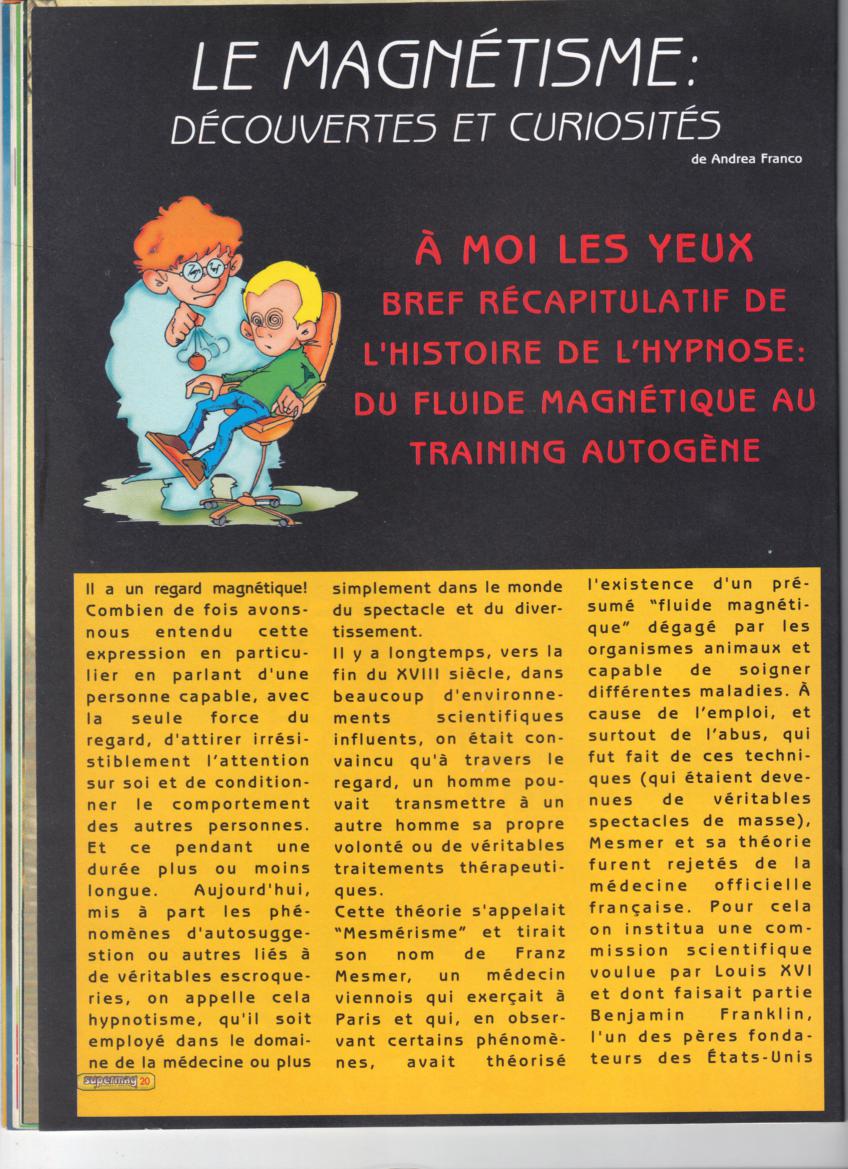 LE MAGNÉTISME:
DÉCOUVERTES ET CURIOSITÉS
de Andrea Franco
À MOI LES YEUX
BREF RÉCAPITULATIF DE
L'HISTOIRE DE L'HYPNOSE:
DU FLUIDE MAGNÉTIQUE AU
TRAINING AUTOGÈNE
Il a un regard magnétique!
Combien de fois avons-
nous entendu cette
expression en particu-
lier en parlant d'une
personne capable, avec
la seule force du
regard, d'attirer irrési-
stiblement l'attention
sur soi et de condition-
ner le comportement
des autres personnes.
Et ce pendant une
durée plus ou moins
longue. Aujourd'hui,
mis à part les phé-
nomènes d'autosugge-
stion ou autres liés à
de véritables escroque-
ries, on appelle cela
hypnotisme, qu'il soit
employé dans le domai-
ne de la médecine ou plus
simplement dans le monde
du spectacle et du diver-
tissement.
Il y a longtemps, vers la
fin du XVIII siècle, dans
beaucoup d'environne-
ments scientifiques
influents, on était con-
vaincu qu'à travers le
regard, un homme pou-
vait transmettre à un
autre homme sa propre
volonté ou de véritables
traitements thérapeuti-
ques.
Cette théorie s'appelait
"Mesmérisme" et tirait
son nom de Franz
Mesmer, un médecin
viennois qui exerçait à
Paris et qui, en obser-
vant certains phénomè-
nes, avait théorisé
l'existence d'un pré-
sumé "fluide magnéti-
que" dégagé par les
organismes animaux et
capable de soigner
différentes maladies. À
cause de l'emploi, et
surtout de l'abus, qui
fut fait de ces techni-
ques (qui étaient deve-
nues de véritables
spectacles de masse),
Mesmer et sa théorie
furent rejetés de la
médecine officielle
française. Pour cela
on institua une com-
mission scientifique
voulue par Louis XVI
et dont faisait partie
Benjamin Franklin,
l'un des pères fonda-
teurs des États-Unis
supermag 20